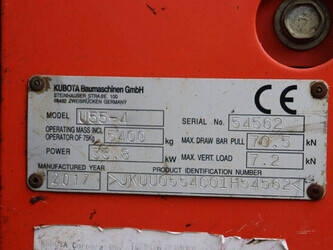 KUBOTA Baumaschinen GmbH
STEINHAUSER STRAßE 100
66482 ZWEIBRÜCKEN GERMANY
CE
MODEL U55-4 SERIAL No. 54562
OPERATING MASS INCL. OPERATOR OF 75Kg 5400 kg MAX. DRAW BAR PULL 70.5 kN
POWER kW MAX. VERT. LOAD 7.2 kN
MANUFACTURED YEAR PRODUCT IDENTIFICATION NUMBER
2017